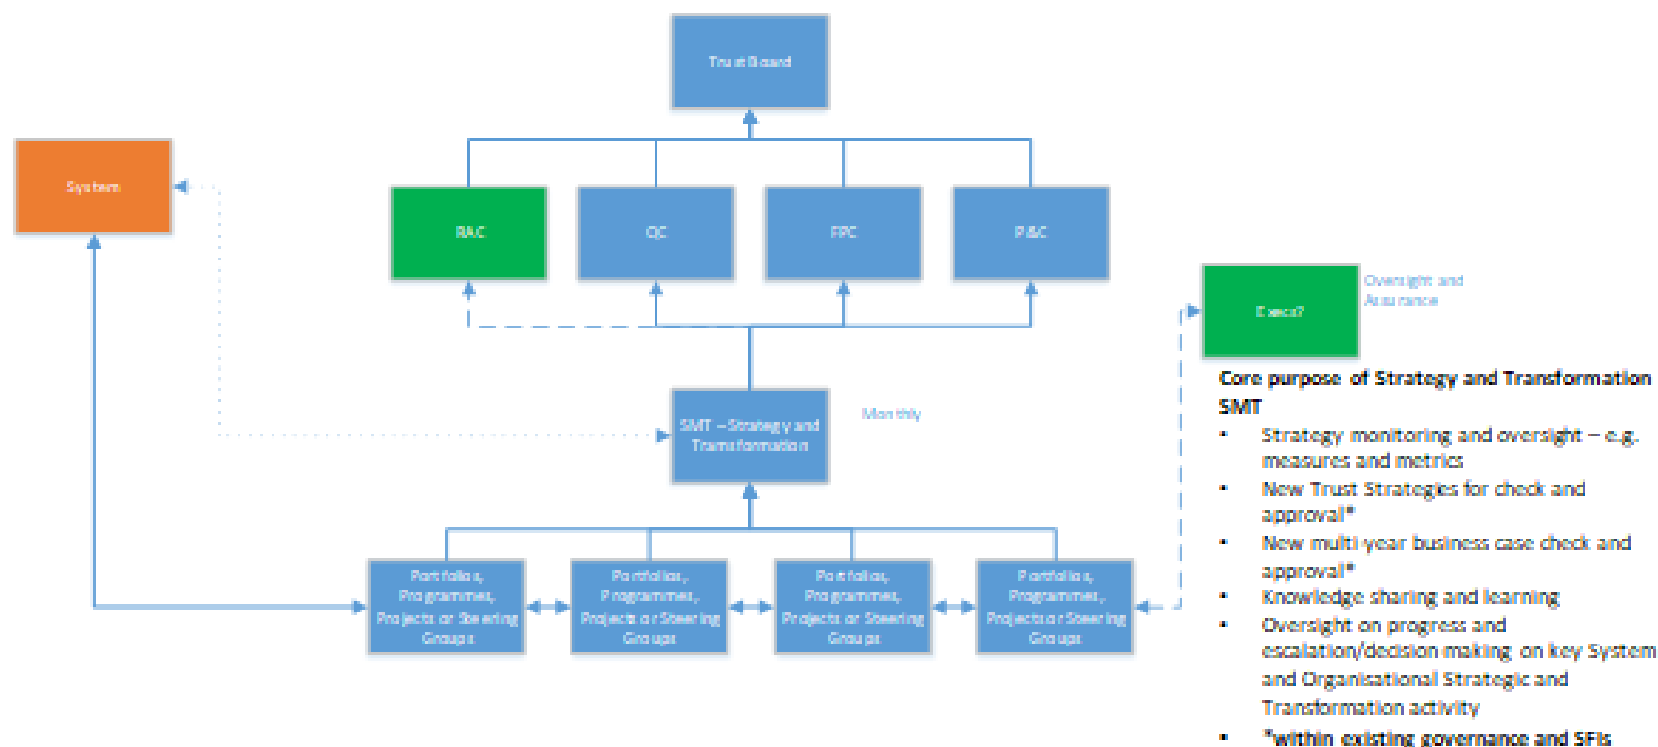 Trust Board
System
RAC
QC
FPC
P&C
Execs?
Oversight and
Assurance
SMT – Strategy and
Transformation
Monthly
Portfolios,
Programmes,
Projects or Steering
Groups
Portfolios,
Programmes,
Projects or Steering
Groups
Portfolios,
Programmes,
Projects or Steering
Groups
Portfolios,
Programmes,
Projects or Steering
Groups
Core purpose of Strategy and Transformation
SMT
• Strategy monitoring and oversight – e.g.
measures and metrics
• New Trust Strategies for check and
approval*
• New multi-year business case check and
approval*
• Knowledge sharing and learning
• Oversight on progress and
escalation/decision making on key System
and Organisational Strategic and
Transformation activity
• *within existing governance and SFIs